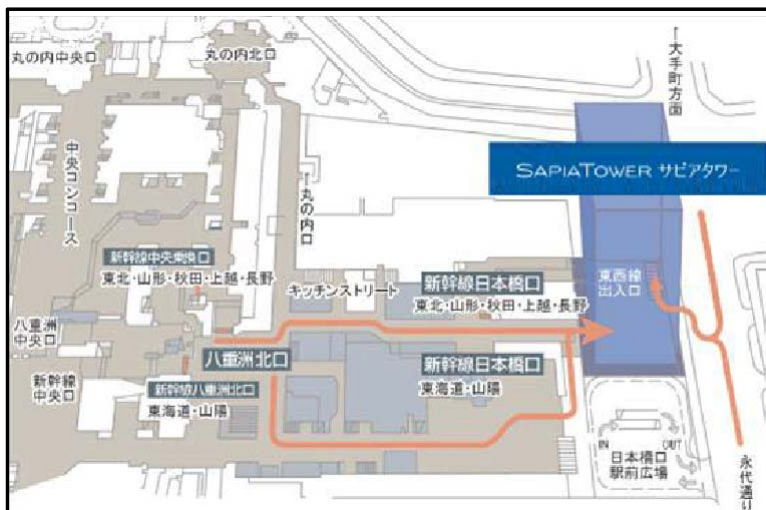 丸の内中央口
丸の内北口
↑大手町方面
SAPIATOWER サピアタワー
中央コンコース
↑丸の内口
新幹線中央乗換口
東北・山形・秋田・上越・長野
キッチンストリート
新幹線日本橋口
東北・山形・秋田・上越・長野
東西線
出入口
八重洲
中央口
八重洲北口
新幹線日本橋口
東海道・山陽
新幹線
中央口
新幹線八重洲北口
東海道・山陽
IN
OUT
日本橋口
駅前広場
永代通り